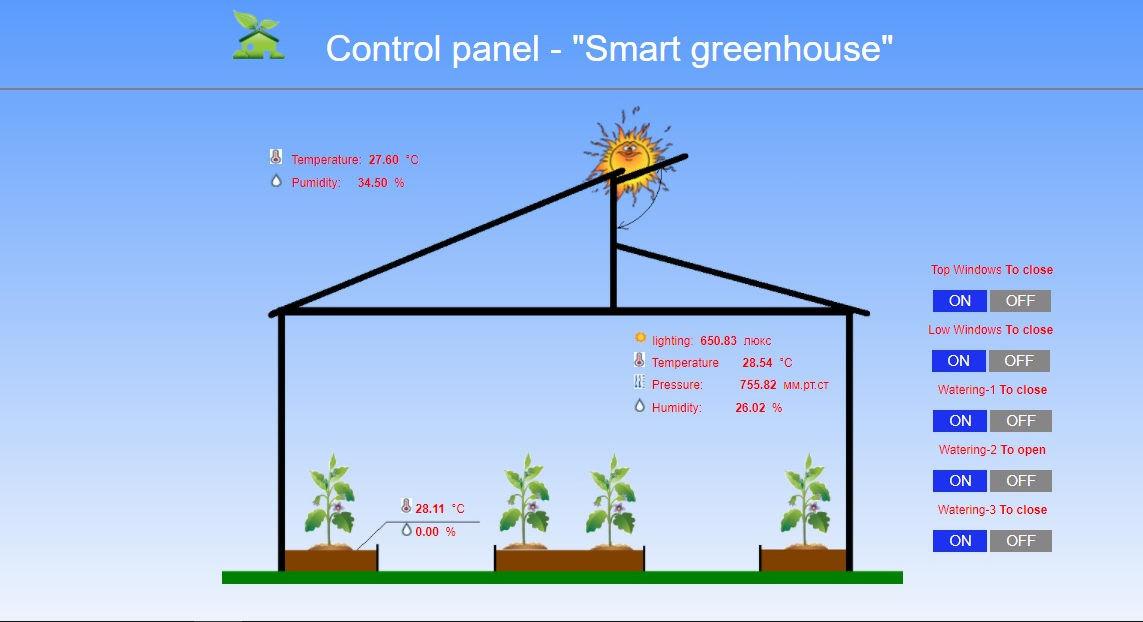 Control panel - "Smart greenhouse"
Temperature: 27.60 °C
Pumidity: 34.50 %
lighting: 650.83 люкс
Temperature 28.54 °C
Pressure: 755.82 мм.рт.ст
Humidity: 26.02 %
28.11 °C
0.00 %
Top Windows To close
ON OFF
Low Windows To close
ON OFF
Watering-1 To close
ON OFF
Watering-2 To open
ON OFF
Watering-3 To close
ON OFF